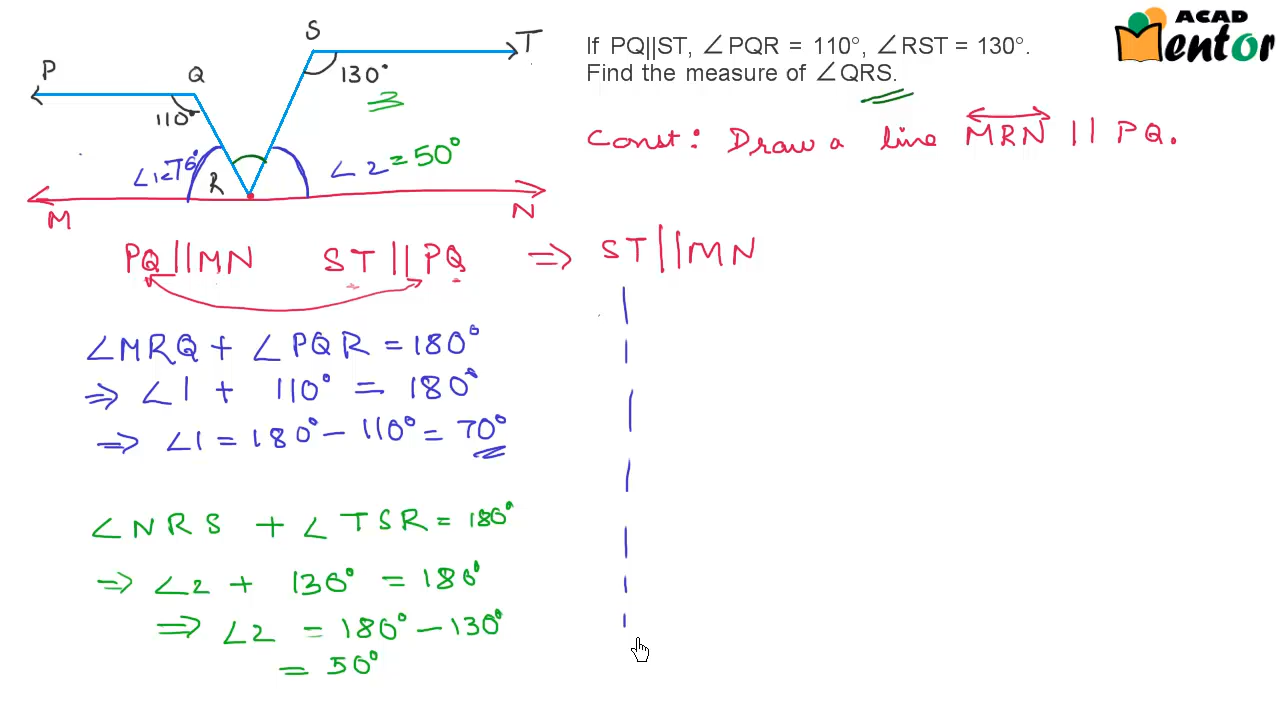 S
T
P
Q
130°
110°
3
∠1=70°
R
∠2 = 50°
M
N
ACAD
Mentor
If PQ||ST, ∠PQR = 110°, ∠RST = 130°.
Find the measure of ∠QRS.
Const: Draw a line MRN || PQ.
PQ||MN ST||PQ ⇒ ST||MN
∠MRQ + ∠PQR = 180°
⇒ ∠1 + 110° = 180°
⇒ ∠1 = 180° - 110° = 70°
∠NRS + ∠TSR = 180°
⇒ ∠2 + 130° = 180°
⇒ ∠2 = 180° - 130°
= 50°